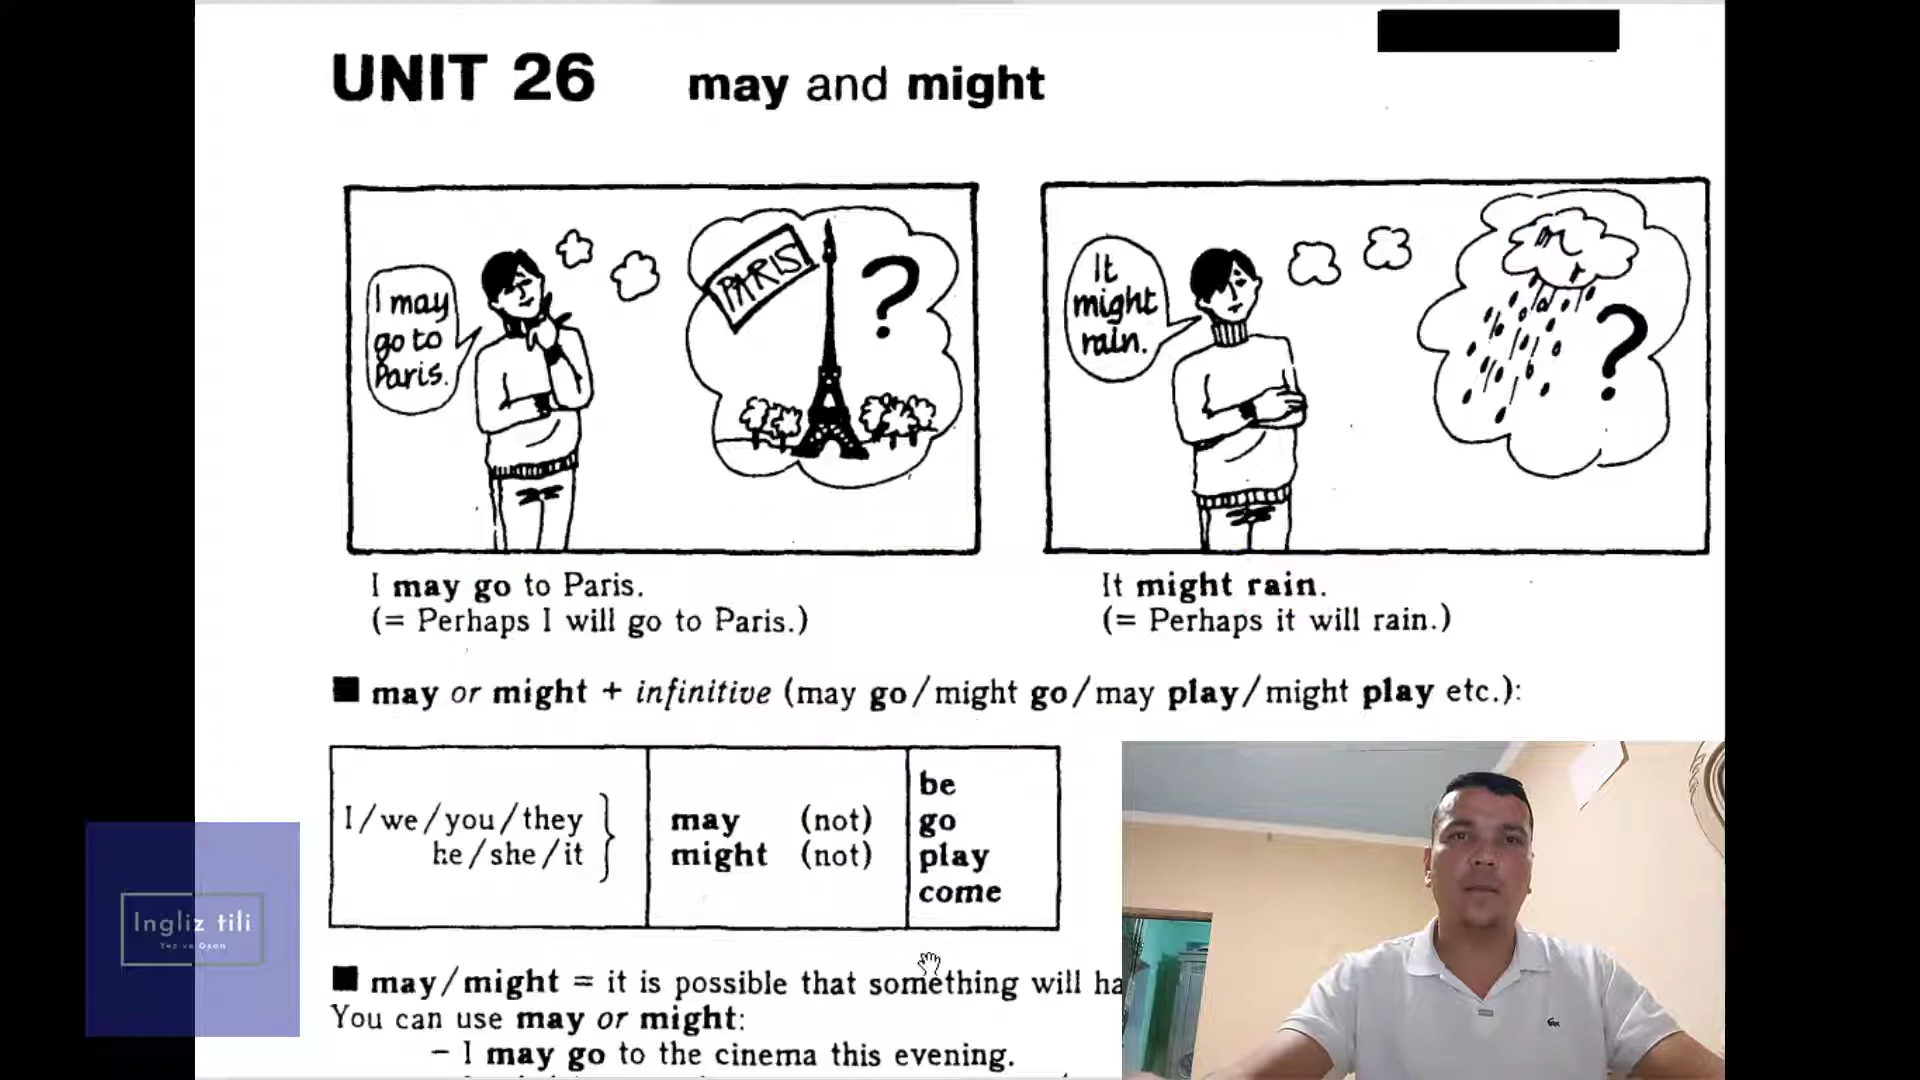 UNIT 26 may and might
I may
go to
Paris.
PARIS
?
It
might
rain.
?
I may go to Paris.
(= Perhaps I will go to Paris.)
It might rain.
(= Perhaps it will rain.)
■ may or might + infinitive (may go/might go/may play/might play etc.):
I/we/you/they
he/she/it
may (not)
might (not)
be
go
play
come
■ may/might = it is possible that something will ha
You can use may or might:
– I may go to the cinema this evening.
Ingliz tili
Tez va Oson